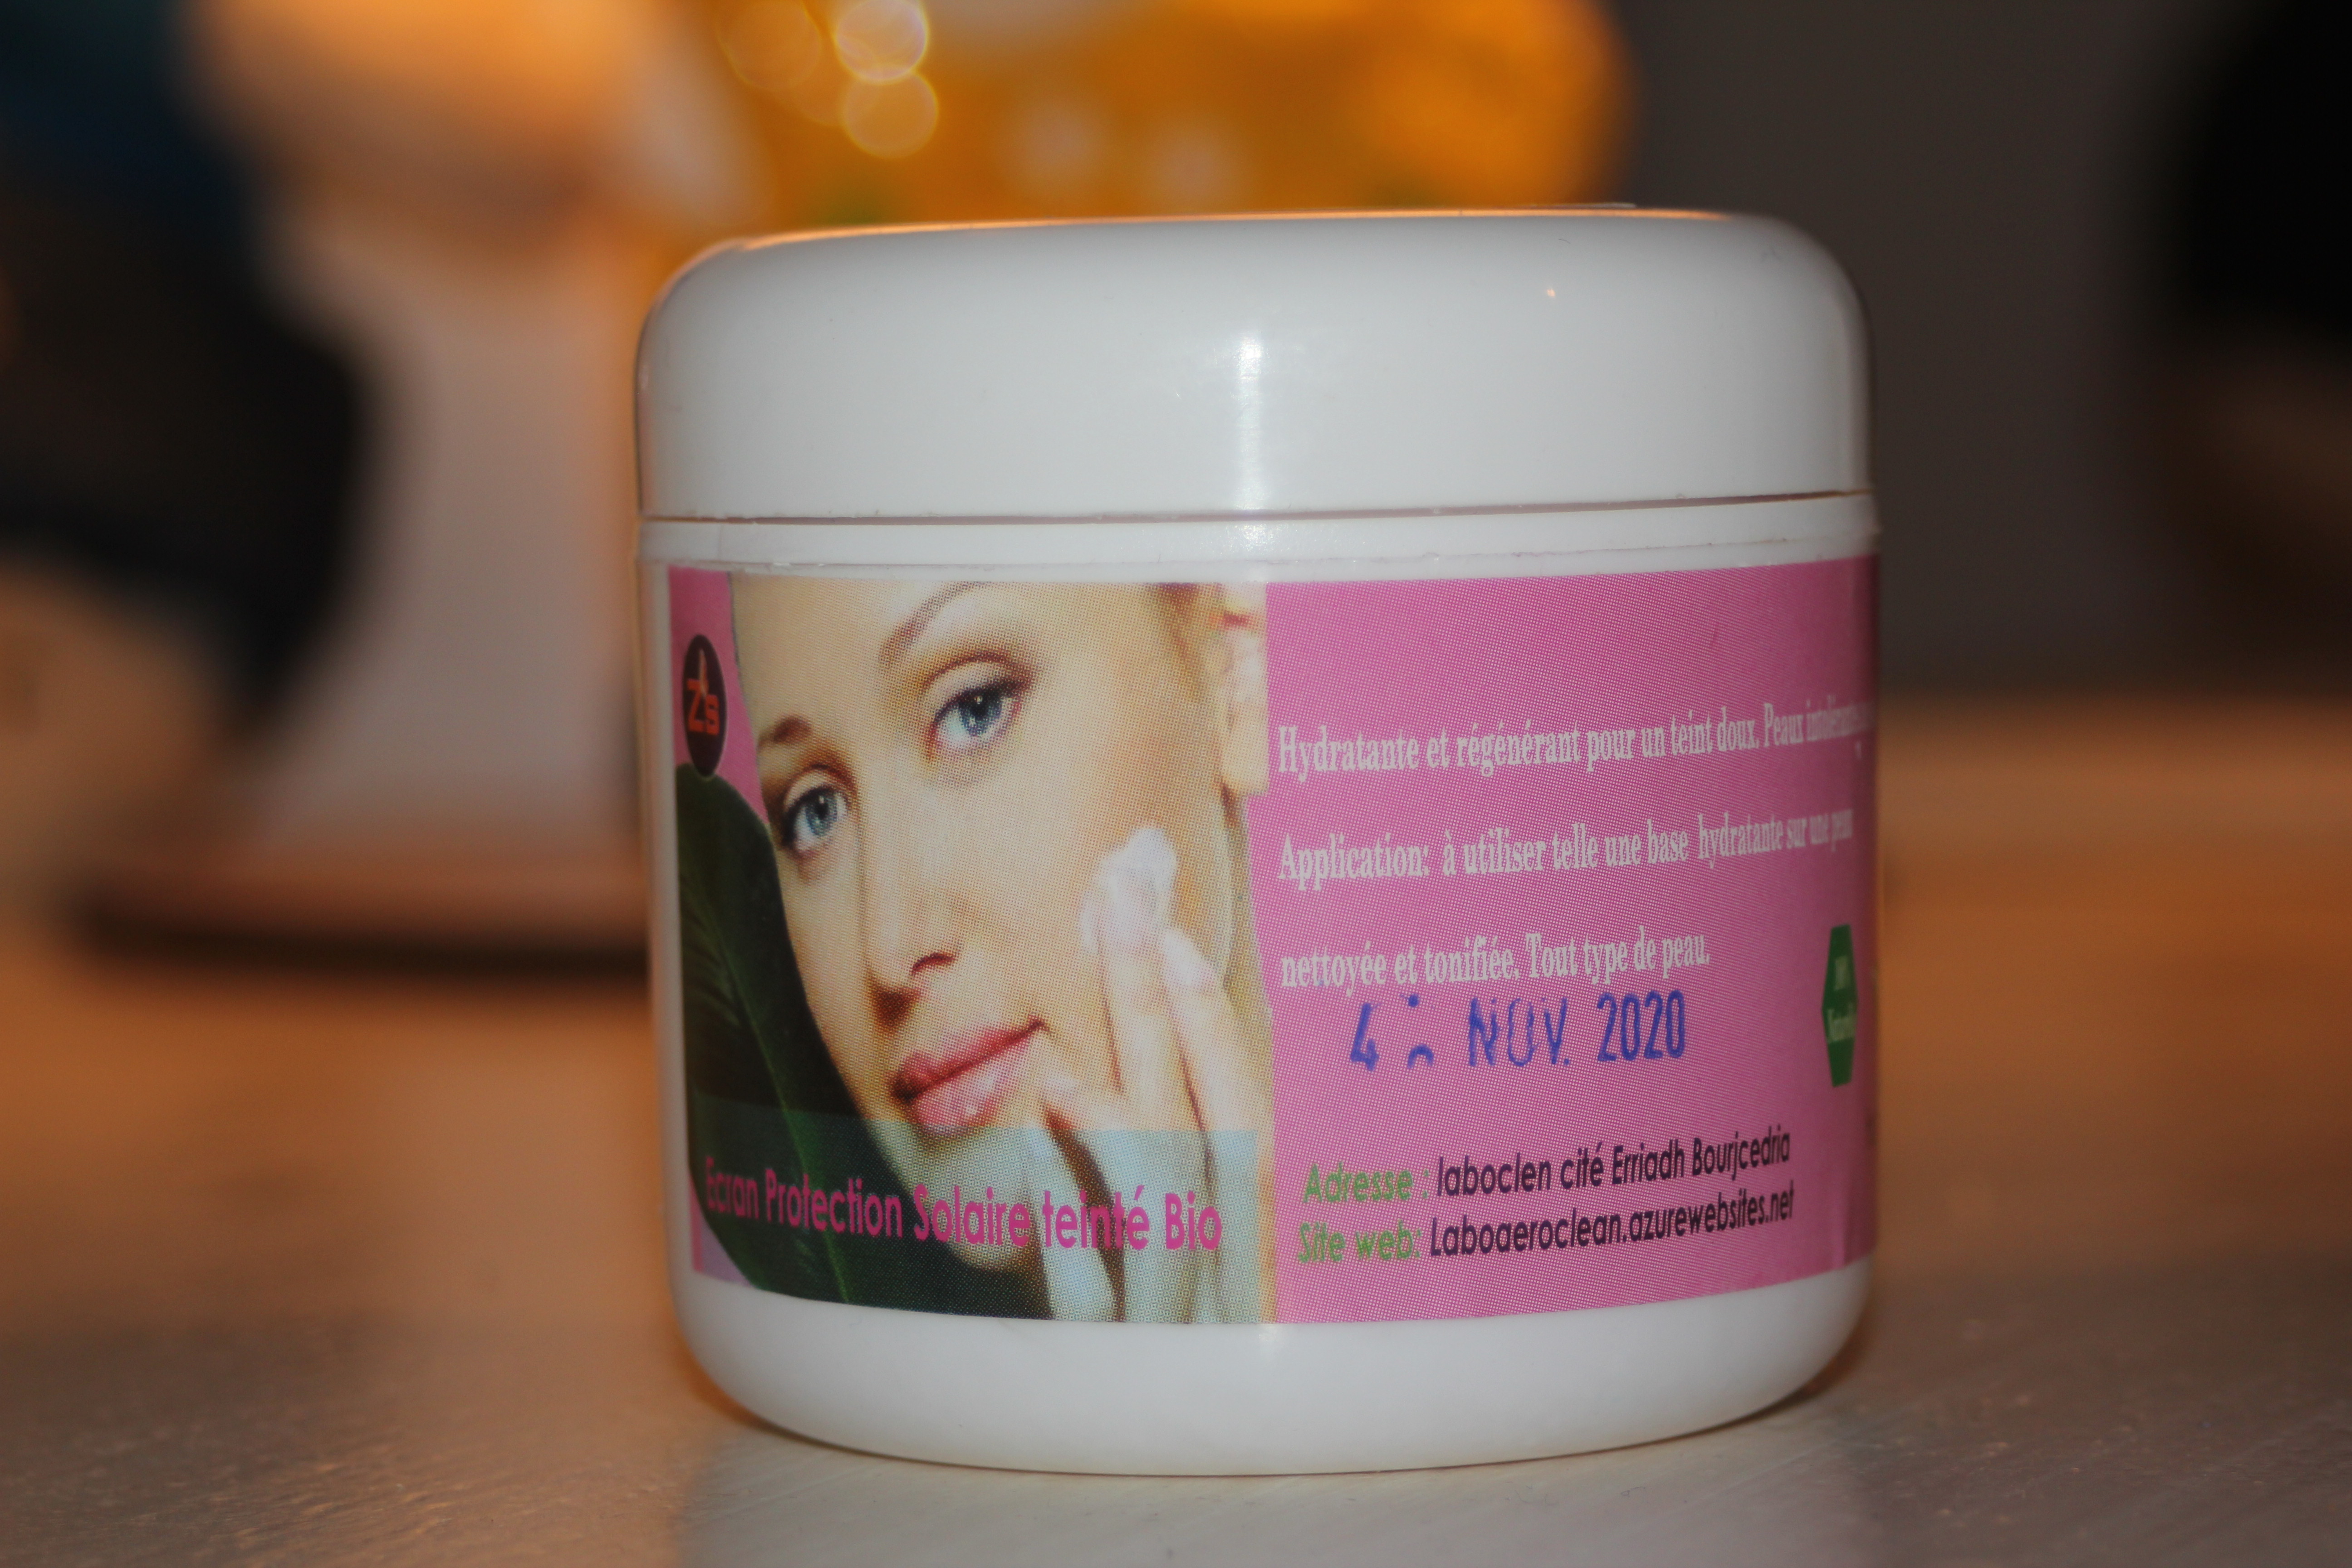 Zs
Hydratante et régénérant pour un teint doux. Peaux
Application: à utiliser telle une base hydratante sur une peau
nettoyée et tonifiée. Tout type de peau.
NOV. 2020
Ecran Protection Solaire teinté Bio
Adresse : laboclen cité Erriadh Bourjcedria
Site web: Laboaeroclean.azurewebsites.net